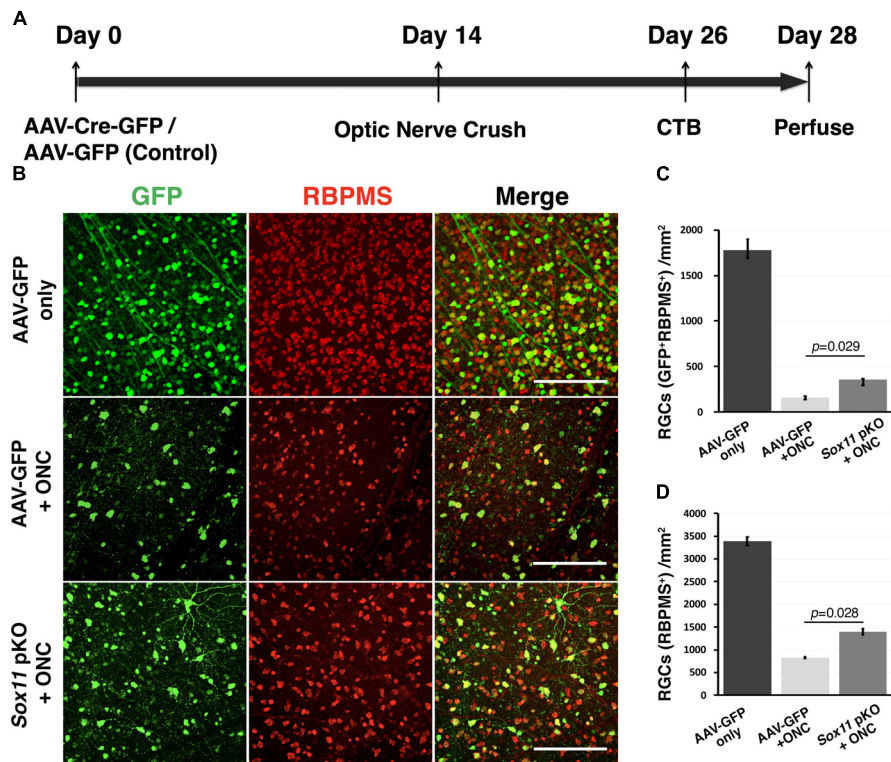 A
Day 0 Day 14 Day 26 Day 28
AAV-Cre-GFP /
AAV-GFP (Control)
Optic Nerve Crush
CTB
Perfuse
B
GFP RBPMS Merge
AAV-GFP
only
AAV-GFP
+ ONC
Sox11 pKO
+ ONC
C
RGCs (GFP⁺RBPMS⁺) /mm²
2000
1500
1000
500
0
p=0.029
AAV-GFP
only
AAV-GFP
+ONC
Sox11 pKO
+ ONC
D
RGCs (RBPMS⁺) /mm²
4000
3500
3000
2500
2000
1500
1000
500
0
p=0.028
AAV-GFP
only
AAV-GFP
+ONC
Sox11 pKO
+ ONC